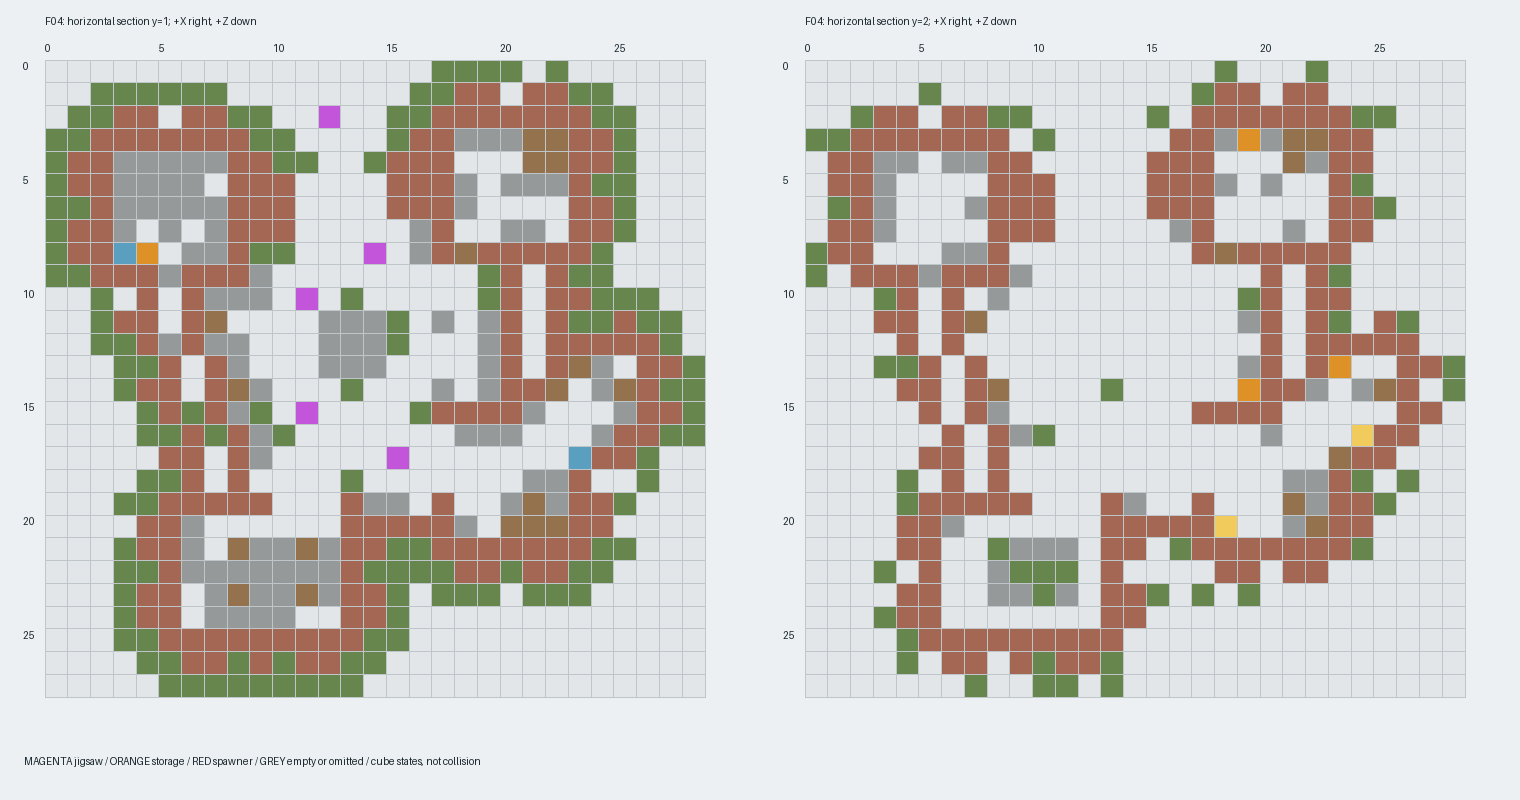 F04: horizontal section y=1; +X right, +Z down
F04: horizontal section y=2; +X right, +Z down
0 5 10 15 20 25
0 5 10 15 20 25
0 0
5 5
10 10
15 15
20 20
25 25
MAGENTA jigsaw / ORANGE storage / RED spawner / GREY empty or omitted / cube states, not collision